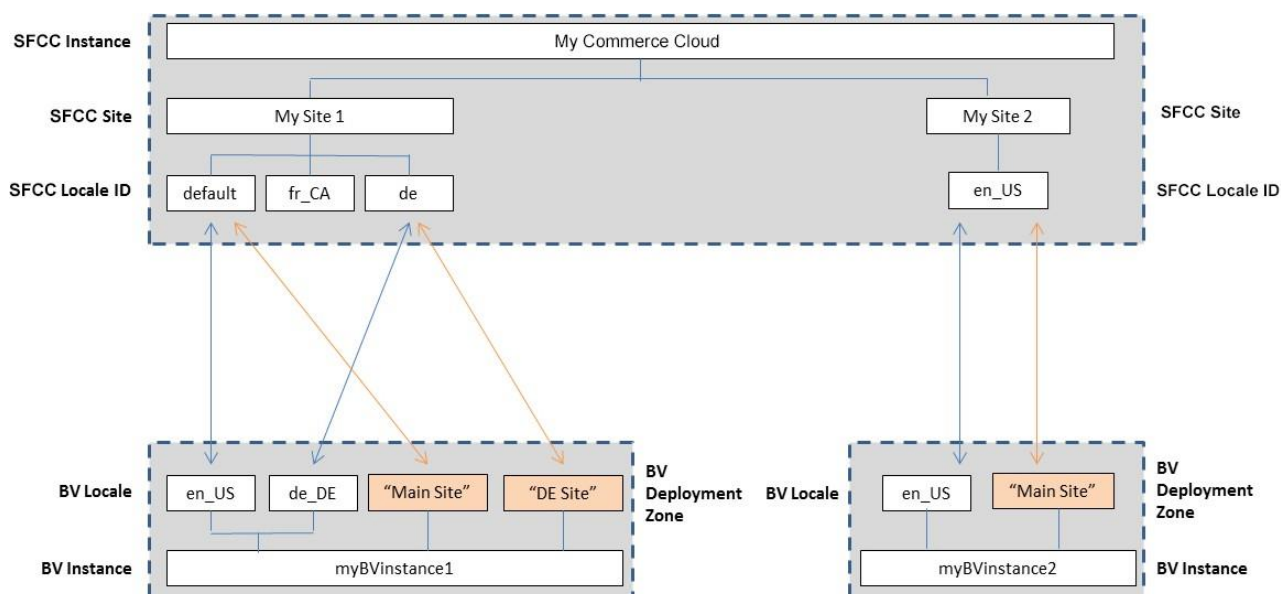 SFCC Instance
My Commerce Cloud
SFCC Site
My Site 1
My Site 2
SFCC Site
SFCC Locale ID
default
fr_CA
de
en_US
SFCC Locale ID
BV Locale
en_US
de_DE
“Main Site”
“DE Site”
BV
Deployment
Zone
BV Locale
en_US
“Main Site”
BV
Deployment
Zone
BV Instance
myBVinstance1
myBVinstance2
BV Instance